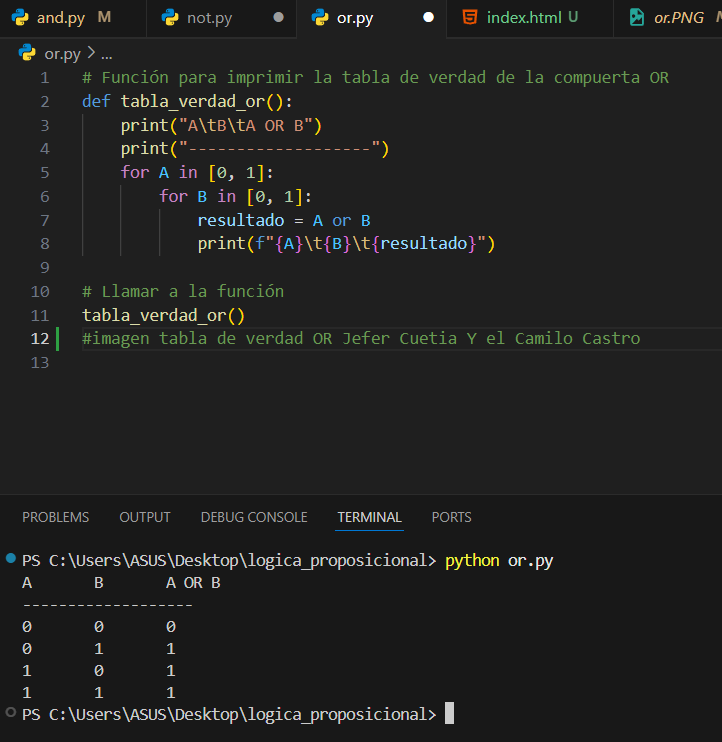 and.py M not.py or.py index.html U or.PNG
or.py > ...
1 # Función para imprimir la tabla de verdad de la compuerta OR
2 def tabla_verdad_or():
3 print("A\tB\tA OR B")
4 print("-------------------")
5 for A in [0, 1]:
6 for B in [0, 1]:
7 resultado = A or B
8 print(f"{A}\t{B}\t{resultado}")
9
10 # Llamar a la función
11 tabla_verdad_or()
12 #imagen tabla de verdad OR Jefer Cuetia Y el Camilo Castro
13
PROBLEMS OUTPUT DEBUG CONSOLE TERMINAL PORTS
PS C:\Users\ASUS\Desktop\logica_proposicional> python or.py
A B A OR B
-------------------
0 0 0
0 1 1
1 0 1
1 1 1
PS C:\Users\ASUS\Desktop\logica_proposicional>